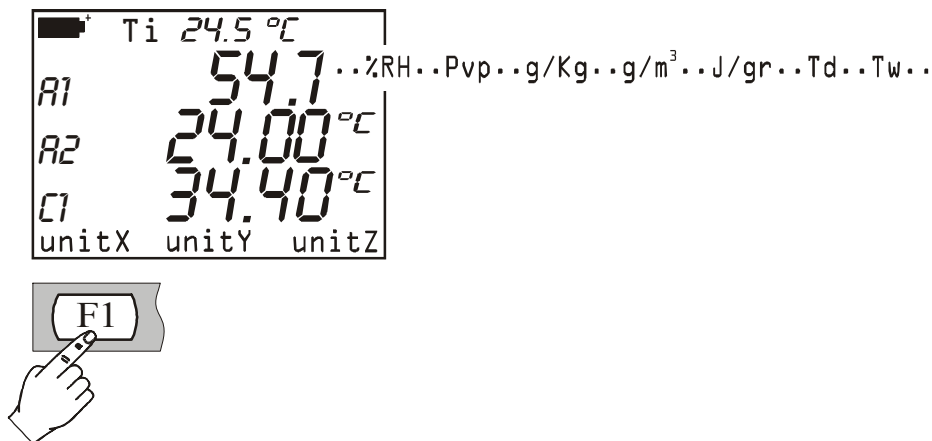 Ti 24.5 °C
A1 54.7 ..%RH..Pvp..g/Kg..g/m³..J/gr..Td..Tw..
A2 24.00 °C
C1 34.40 °C
unitX unitY unitZ
F1